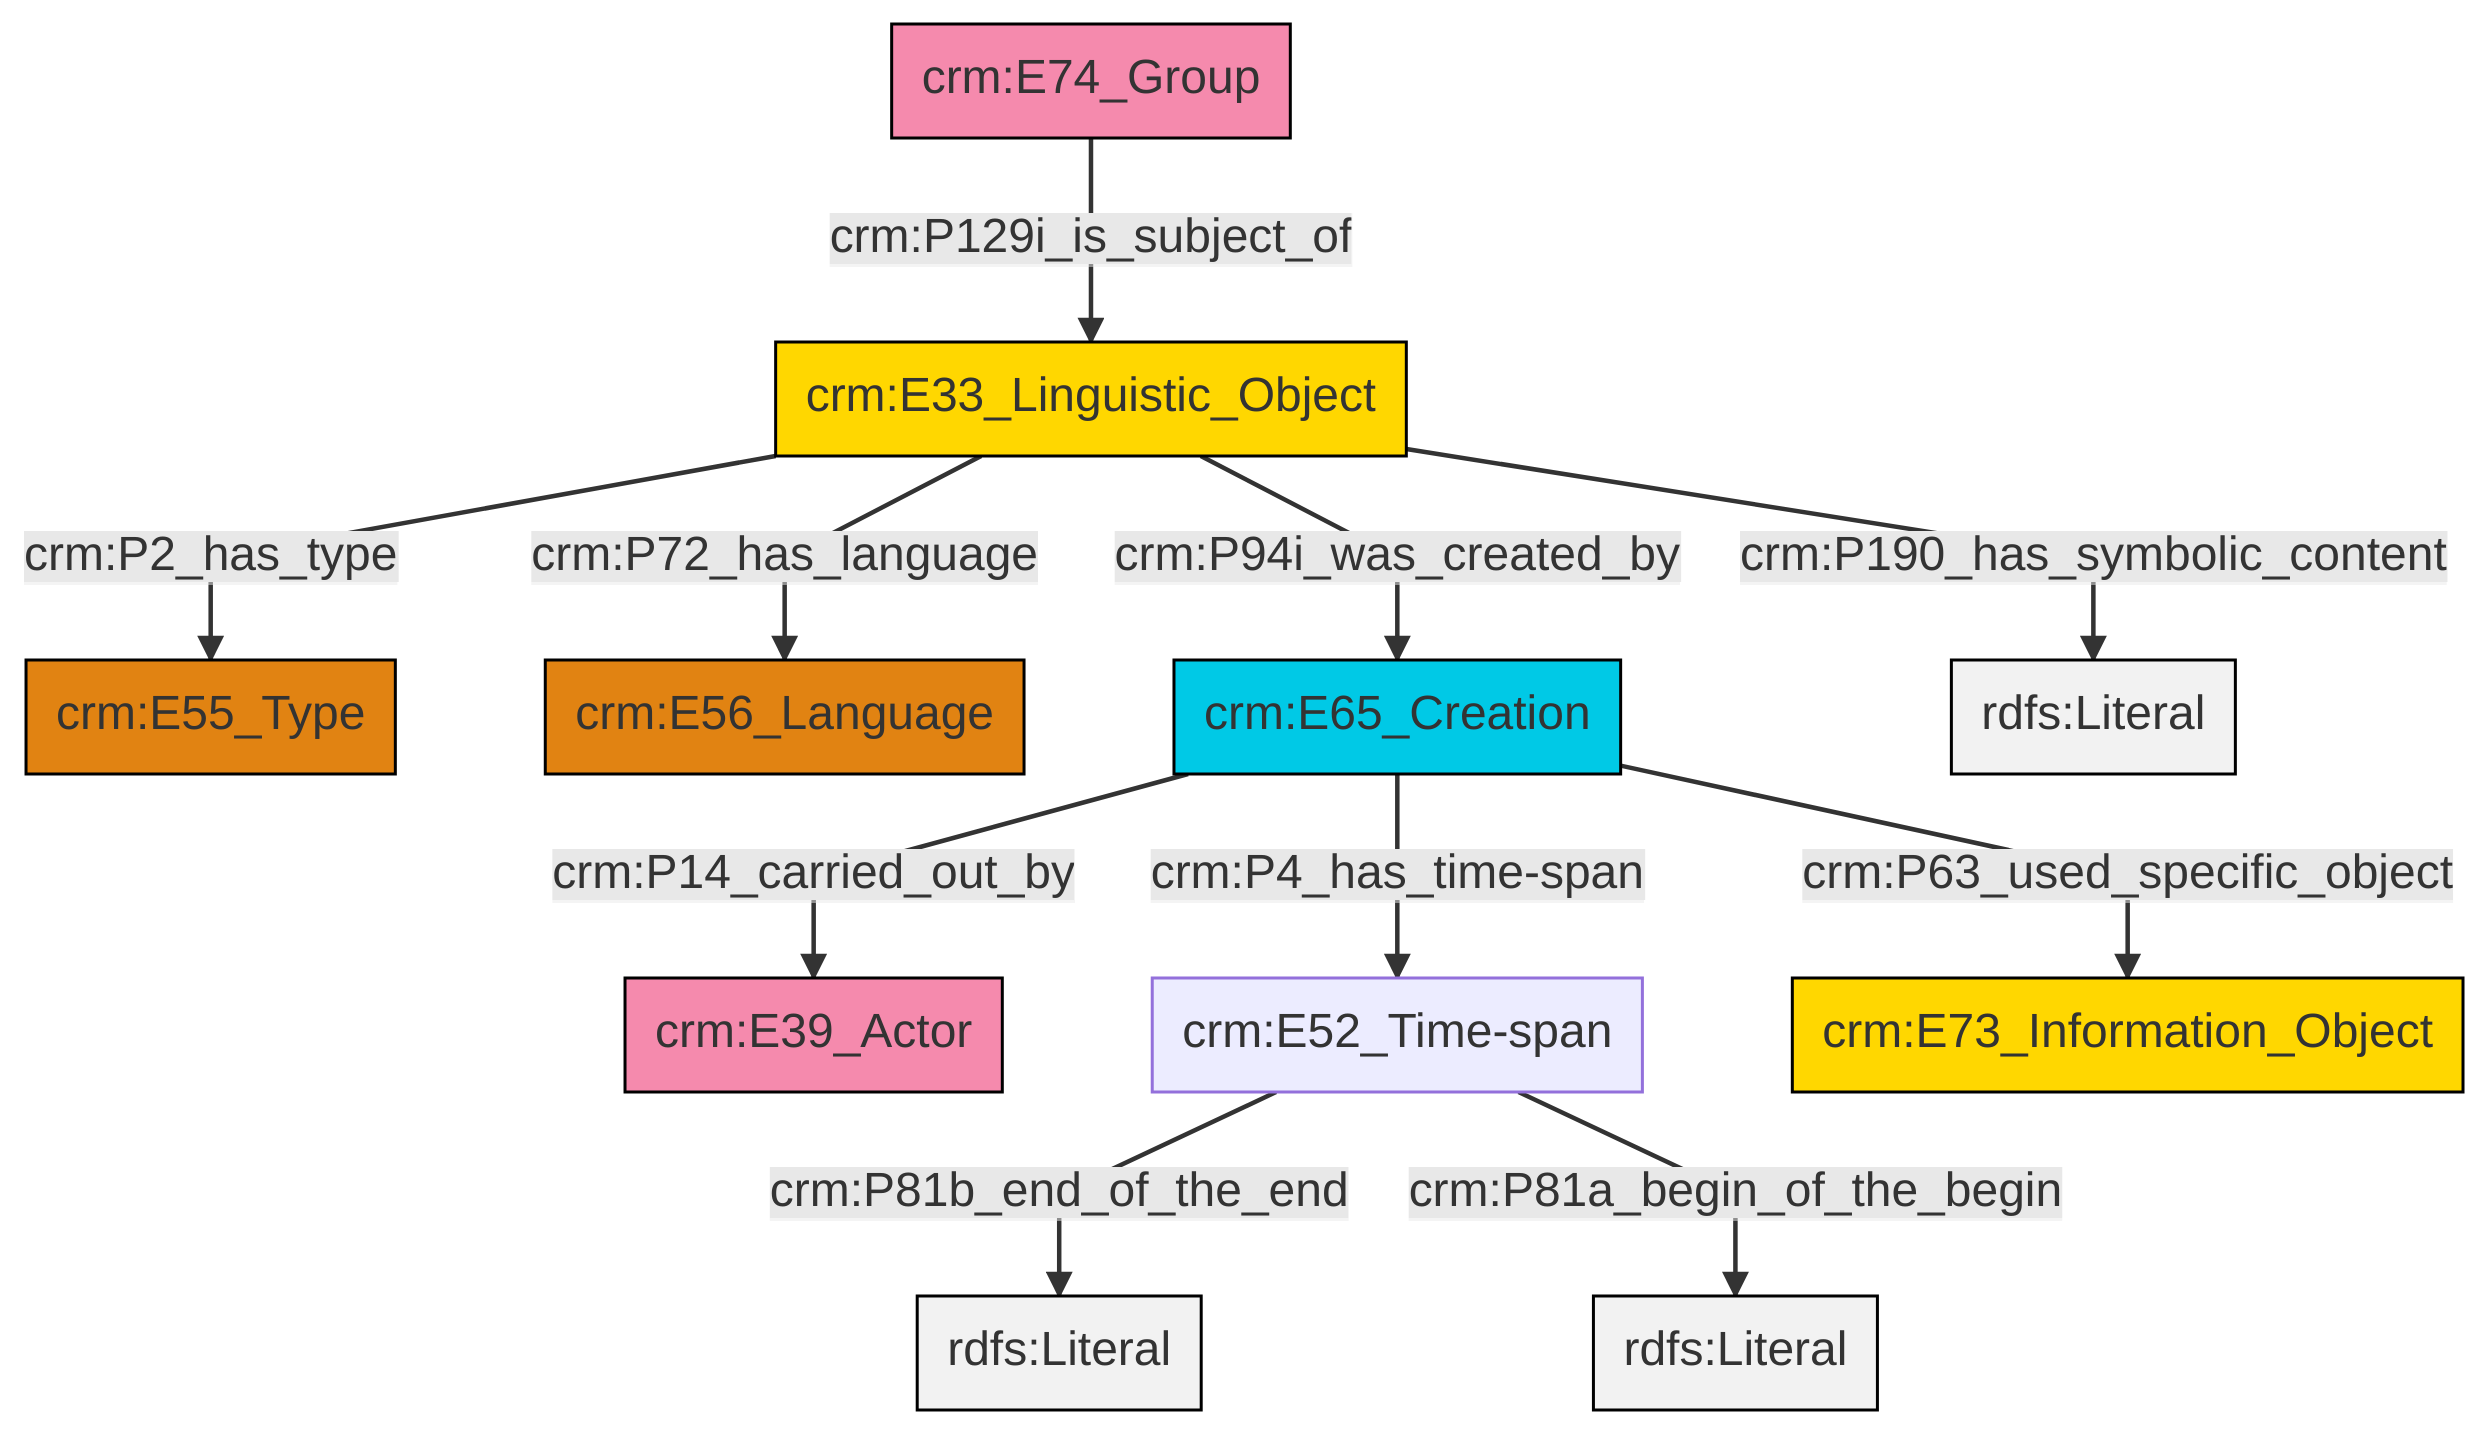 crm:E74_Group
crm:P129i_is_subject_of
crm:E33_Linguistic_Object
crm:P2_has_type
crm:P72_has_language
crm:P94i_was_created_by
crm:P190_has_symbolic_content
crm:E55_Type
crm:E56_Language
crm:E65_Creation
rdfs:Literal
crm:P14_carried_out_by
crm:P4_has_time-span
crm:P63_used_specific_object
crm:E39_Actor
crm:E52_Time-span
crm:E73_Information_Object
crm:P81b_end_of_the_end
crm:P81a_begin_of_the_begin
rdfs:Literal
rdfs:Literal